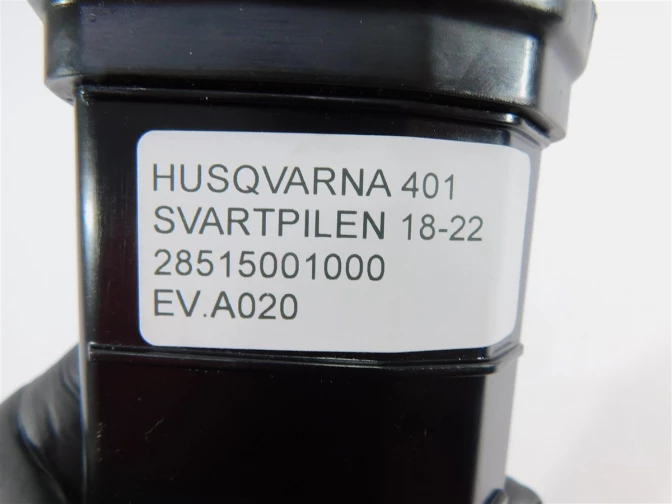 HUSQVARNA 401
SVARTPILEN 18-22
28515001000
EV.A020